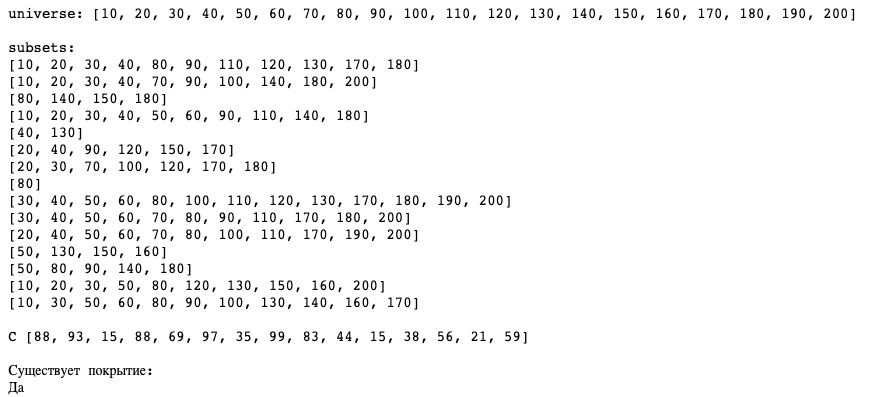 universe: [10, 20, 30, 40, 50, 60, 70, 80, 90, 100, 110, 120, 130, 140, 150, 160, 170, 180, 190, 200]
subsets:
[10, 20, 30, 40, 80, 90, 110, 120, 130, 170, 180]
[10, 20, 30, 40, 70, 90, 100, 140, 180, 200]
[80, 140, 150, 180]
[10, 20, 30, 40, 50, 60, 90, 110, 140, 180]
[40, 130]
[20, 40, 90, 120, 150, 170]
[20, 30, 70, 100, 120, 170, 180]
[80]
[30, 40, 50, 60, 80, 100, 110, 120, 130, 170, 180, 190, 200]
[30, 40, 50, 60, 70, 80, 90, 110, 170, 180, 200]
[20, 40, 50, 60, 70, 80, 100, 110, 170, 190, 200]
[50, 130, 150, 160]
[50, 80, 90, 140, 180]
[10, 20, 30, 50, 80, 120, 130, 150, 160, 200]
[10, 30, 50, 60, 80, 90, 100, 130, 140, 160, 170]
C [88, 93, 15, 88, 69, 97, 35, 99, 83, 44, 15, 38, 56, 21, 59]
Существует покрытие:
Да